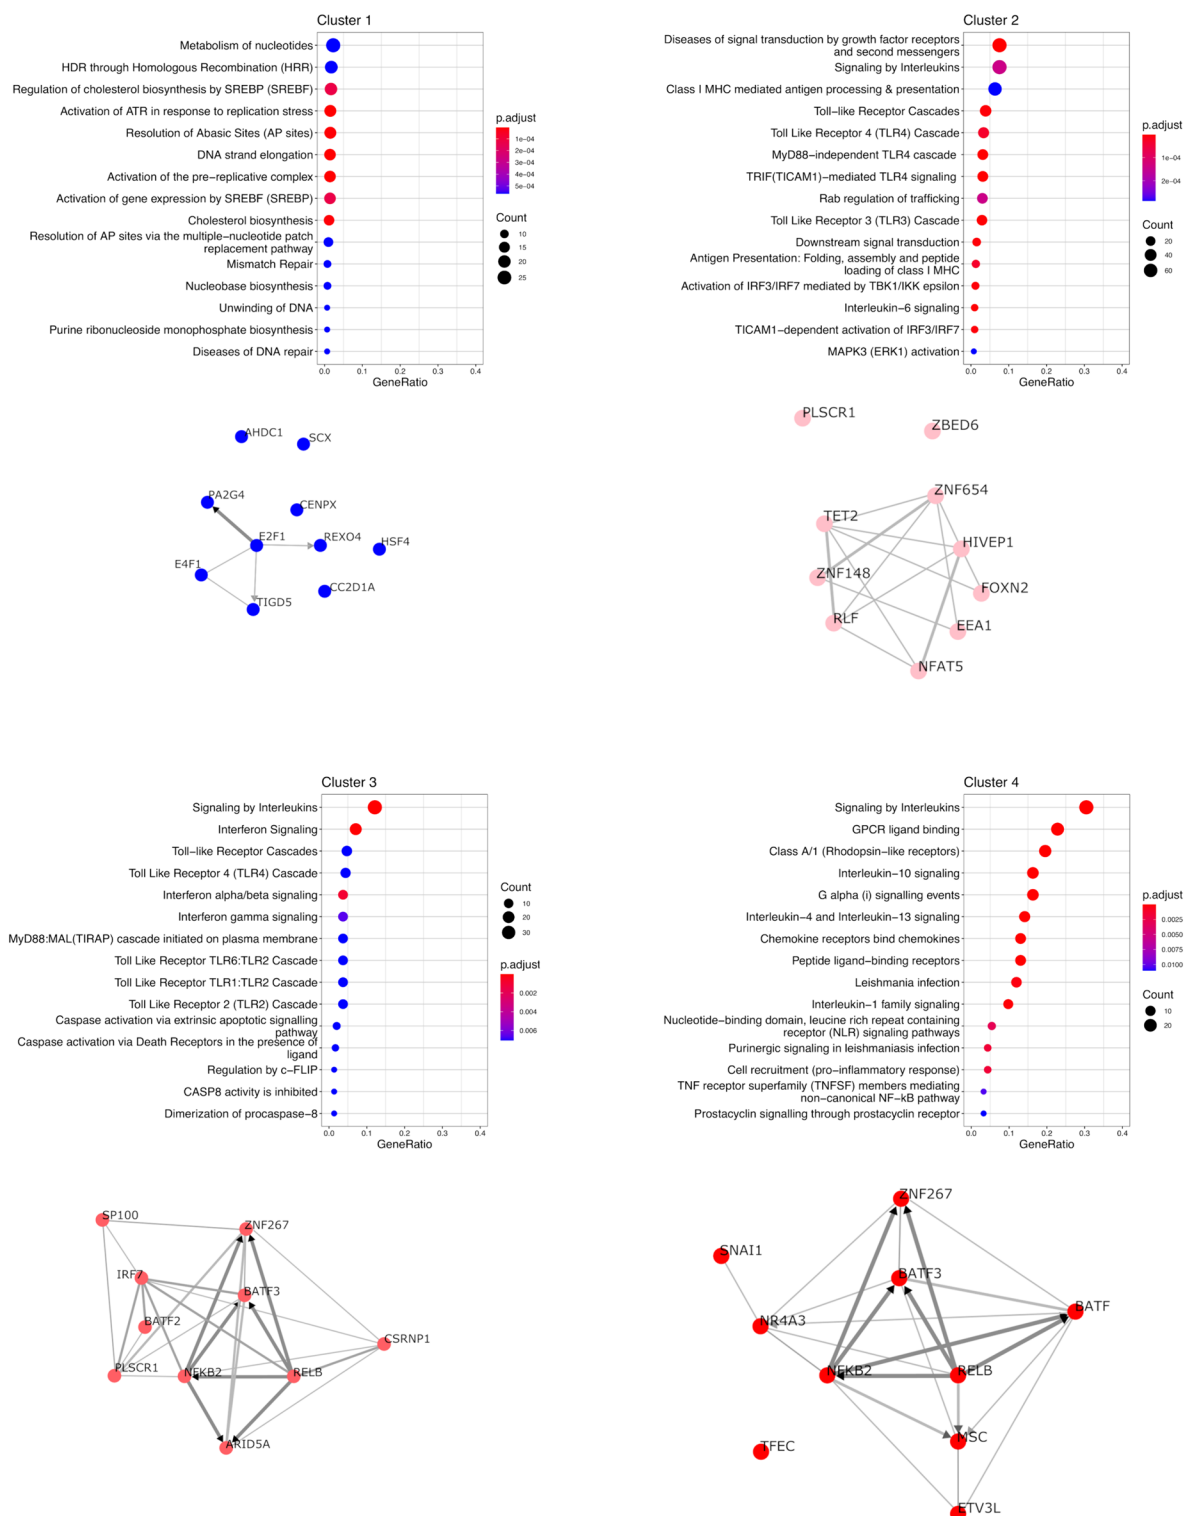 Cluster 1
Metabolism of nucleotides
HDR through Homologous Recombination (HRR)
Regulation of cholesterol biosynthesis by SREBP (SREBF)
Activation of ATR in response to replication stress
Resolution of Abasic Sites (AP sites)
DNA strand elongation
Activation of the pre-replicative complex
Activation of gene expression by SREBF (SREBP)
Cholesterol biosynthesis
Resolution of AP sites via the multiple-nucleotide patch
replacement pathway
Mismatch Repair
Nucleobase biosynthesis
Unwinding of DNA
Purine ribonucleoside monophosphate biosynthesis
Diseases of DNA repair
0.0 0.1 0.2 0.3 0.4
GeneRatio
p.adjust
1e-04
2e-04
3e-04
4e-04
5e-04
Count
10
15
20
25
Cluster 2
Diseases of signal transduction by growth factor receptors
and second messengers
Signaling by Interleukins
Class I MHC mediated antigen processing & presentation
Toll-like Receptor Cascades
Toll Like Receptor 4 (TLR4) Cascade
MyD88-independent TLR4 cascade
TRIF(TICAM1)-mediated TLR4 signaling
Rab regulation of trafficking
Toll Like Receptor 3 (TLR3) Cascade
Downstream signal transduction
Antigen Presentation: Folding, assembly and peptide
loading of class I MHC
Activation of IRF3/IRF7 mediated by TBK1/IKK epsilon
Interleukin-6 signaling
TICAM1-dependent activation of IRF3/IRF7
MAPK3 (ERK1) activation
0.0 0.1 0.2 0.3 0.4
GeneRatio
p.adjust
1e-04
2e-04
Count
20
40
60
AHDC1
SCX
PA2G4
CENPX
E2F1
REXO4
HSF4
E4F1
CC2D1A
TIGD5
PLSCR1
ZBED6
ZNF654
TET2
HIVEP1
ZNF148
FOXN2
RLF
EEA1
NFAT5
Cluster 3
Signaling by Interleukins
Interferon Signaling
Toll-like Receptor Cascades
Toll Like Receptor 4 (TLR4) Cascade
Interferon alpha/beta signaling
Interferon gamma signaling
MyD88:MAL(TIRAP) cascade initiated on plasma membrane
Toll Like Receptor TLR6:TLR2 Cascade
Toll Like Receptor TLR1:TLR2 Cascade
Toll Like Receptor 2 (TLR2) Cascade
Caspase activation via extrinsic apoptotic signalling
pathway
Caspase activation via Death Receptors in the presence of
ligand
Regulation by c-FLIP
CASP8 activity is inhibited
Dimerization of procaspase-8
0.0 0.1 0.2 0.3 0.4
GeneRatio
Count
10
20
30
p.adjust
0.002
0.004
0.006
Cluster 4
Signaling by Interleukins
GPCR ligand binding
Class A/1 (Rhodopsin-like receptors)
Interleukin-10 signaling
G alpha (i) signalling events
Interleukin-4 and Interleukin-13 signaling
Chemokine receptors bind chemokines
Peptide ligand-binding receptors
Leishmania infection
Interleukin-1 family signaling
Nucleotide-binding domain, leucine rich repeat containing
receptor (NLR) signaling pathways
Purinergic signaling in leishmaniasis infection
Cell recruitment (pro-inflammatory response)
TNF receptor superfamily (TNFSF) members mediating
non-canonical NF-kB pathway
Prostacyclin signalling through prostacyclin receptor
0.0 0.1 0.2 0.3 0.4
GeneRatio
p.adjust
0.0025
0.0050
0.0075
0.0100
Count
10
20
SP100
ZNF267
IRF7
BATF3
BATF2
CSRNP1
PLSCR1
NFKB2
RELB
ARID5A
ZNF267
SNAI1
BATF3
BATF
NR4A3
NFKB2
RELB
MSC
TFEC
ETV3L